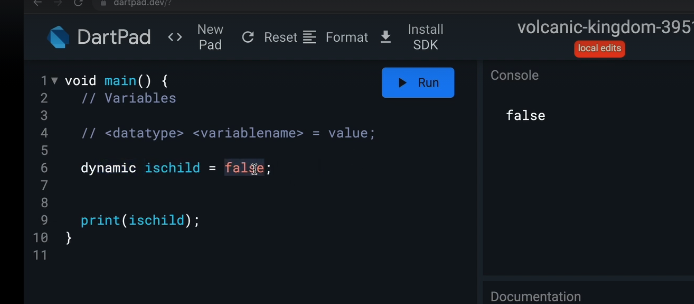 dartpad.dev/?
DartPad
<> New Pad
Reset
Format
Install SDK
volcanic-kingdom-395
local edits
1 void main() {
2 // Variables
3
4 // <datatype> <variablename> = value;
5
6 dynamic ischild = false;
7
8
9 print(ischild);
10 }
11
Run
Console
false
Documentation